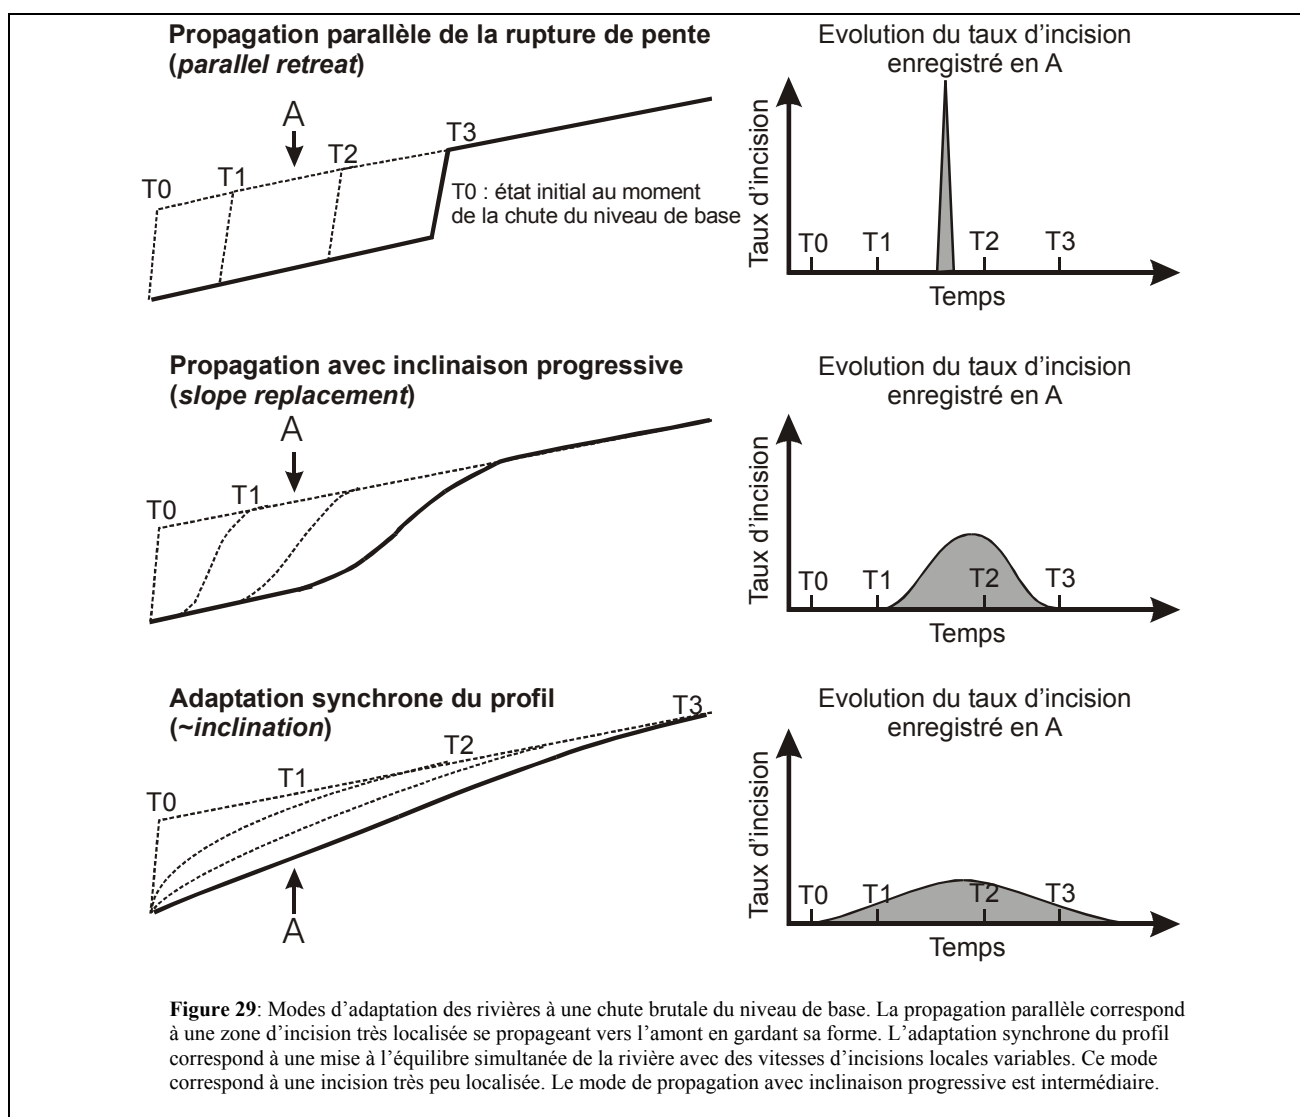 Propagation parallèle de la rupture de pente
(parallel retreat)
A
T0
T1
T2
T3
T0 : état initial au moment
de la chute du niveau de base
Evolution du taux d'incision
enregistré en A
Taux d'incision
T0
T1
T2
T3
Temps
Propagation avec inclinaison progressive
(slope replacement)
A
T0
T1
Evolution du taux d'incision
enregistré en A
Taux d'incision
T0
T1
T2
T3
Temps
Adaptation synchrone du profil
(~inclination)
T0
T1
T2
T3
A
Evolution du taux d'incision
enregistré en A
Taux d'incision
T0
T1
T2
T3
Temps
Figure 29: Modes d'adaptation des rivières à une chute brutale du niveau de base. La propagation parallèle correspond
à une zone d'incision très localisée se propageant vers l'amont en gardant sa forme. L'adaptation synchrone du profil
correspond à une mise à l'équilibre simultanée de la rivière avec des vitesses d'incisions locales variables. Ce mode
correspond à une incision très peu localisée. Le mode de propagation avec inclinaison progressive est intermédiaire.